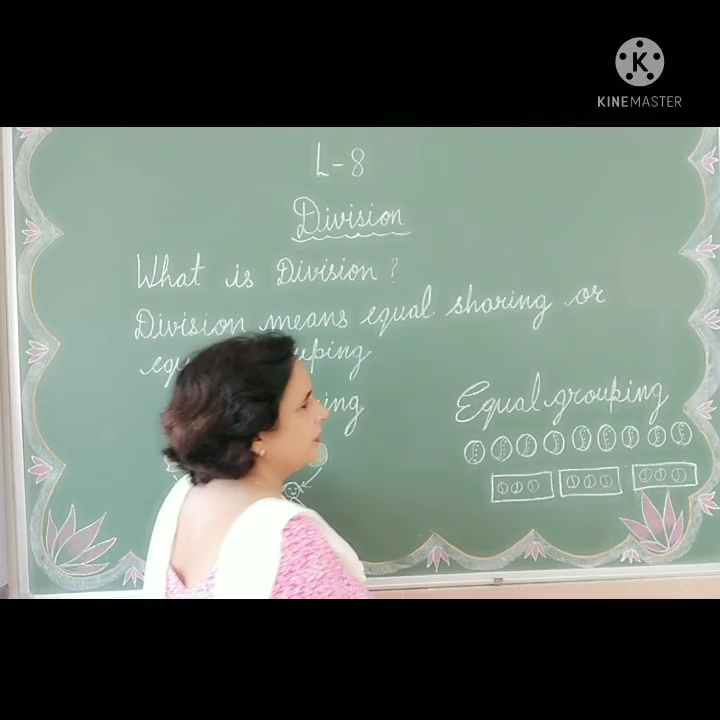 K
KINEMASTER
L-8
Division
What is Division?
Division means equal sharing or
Equal grouping